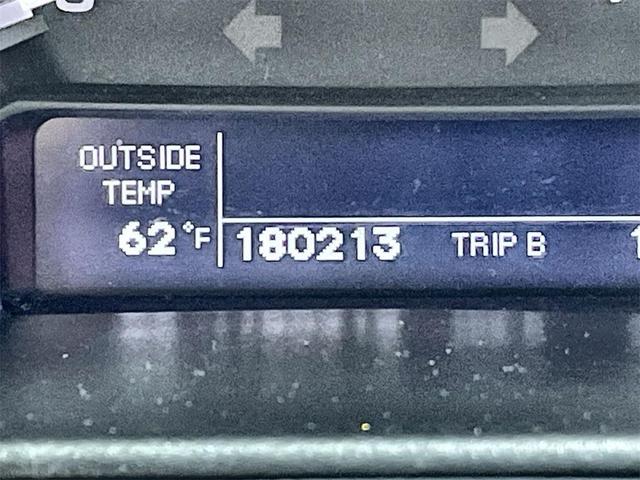 OUTSIDE
TEMP
62°F
180213 TRIP B